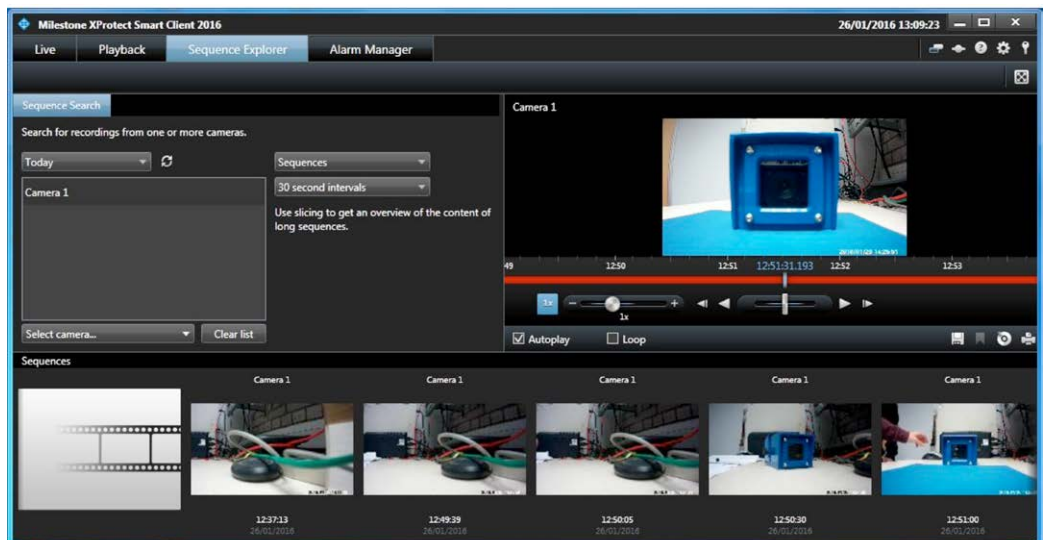 Milestone XProtect Smart Client 2016
26/01/2016 13:09:23
Live Playback Sequence Explorer Alarm Manager
Sequence Search
Search for recordings from one or more cameras.
Today
Sequences
Camera 1
30 second intervals
Use slicing to get an overview of the content of
long sequences.
Select camera...
Clear list
Camera 1
49 12:50 12:51 12:51:31.193 12:52 12:53
1x
1x
Autoplay Loop
Sequences
Camera 1 Camera 1 Camera 1 Camera 1 Camera 1
12:37:13 12:49:39 12:50:05 12:50:30 12:51:00
26/01/2016 26/01/2016 26/01/2016 26/01/2016 26/01/2016